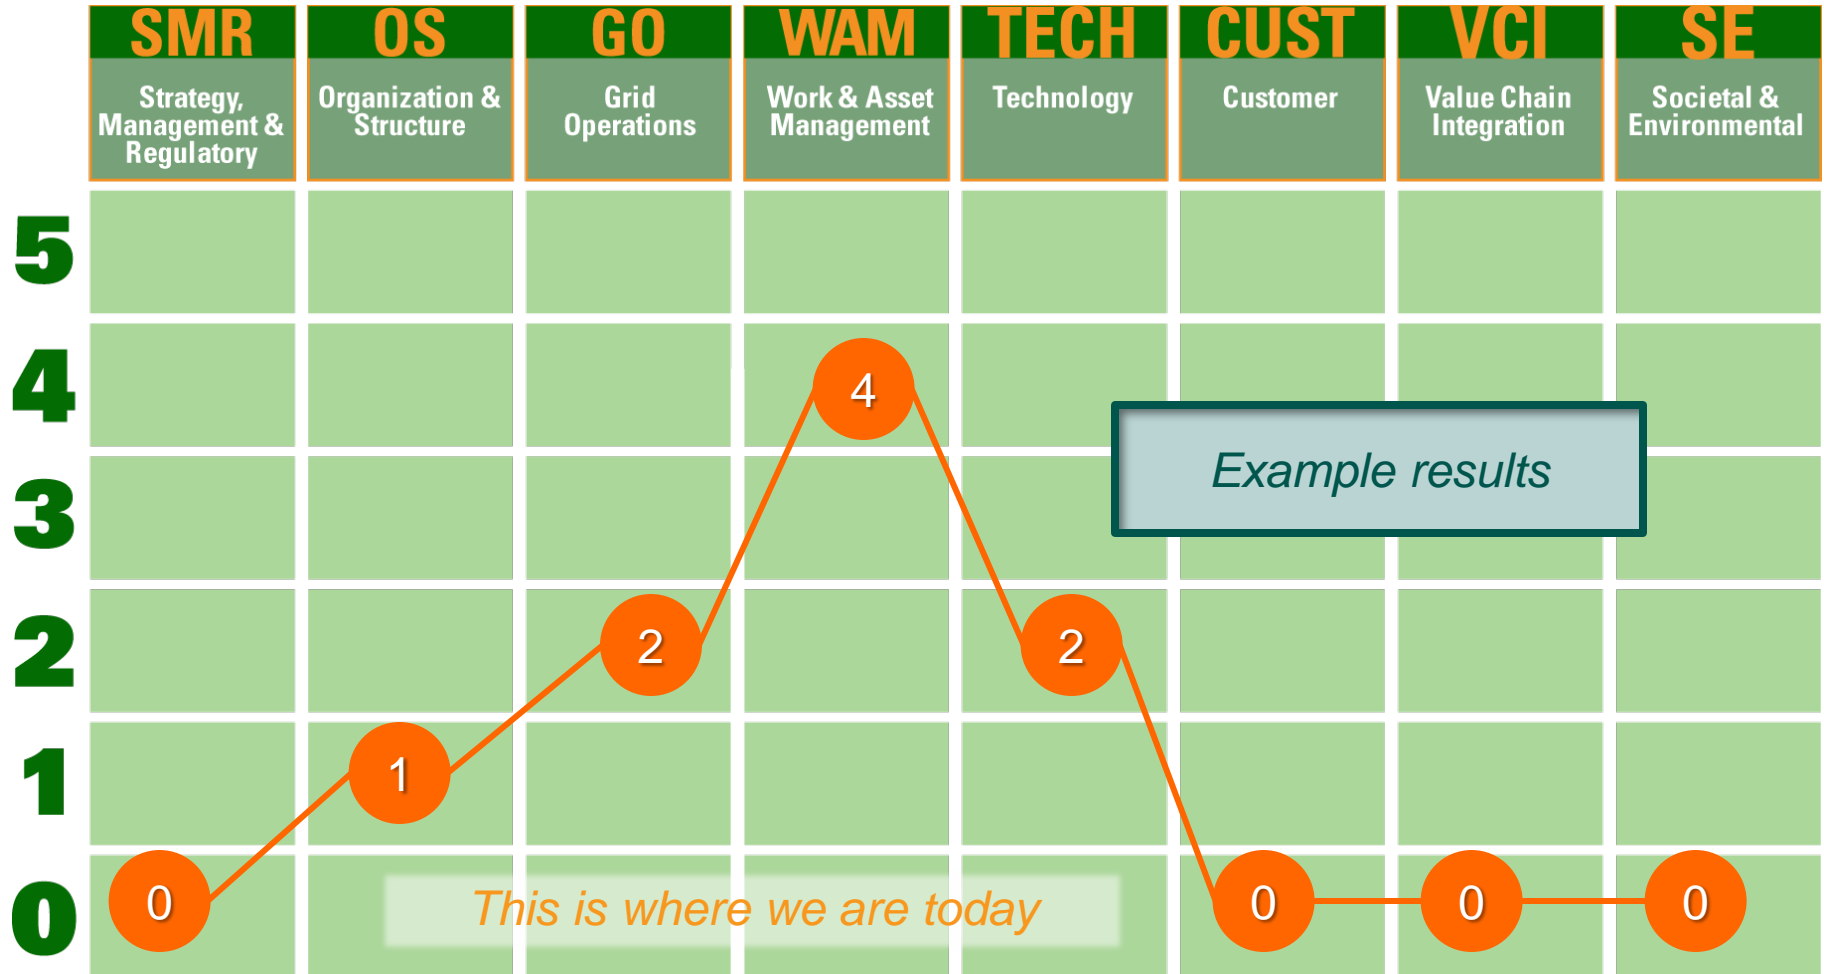 SMR OS GO WAM TECH CUST VCI SE
Strategy,
Management &
Regulatory
Organization &
Structure
Grid
Operations
Work & Asset
Management
Technology
Customer
Value Chain
Integration
Societal &
Environmental
5
4
4
Example results
3
2
2
2
1
1
0
0
This is where we are today
0
0
0